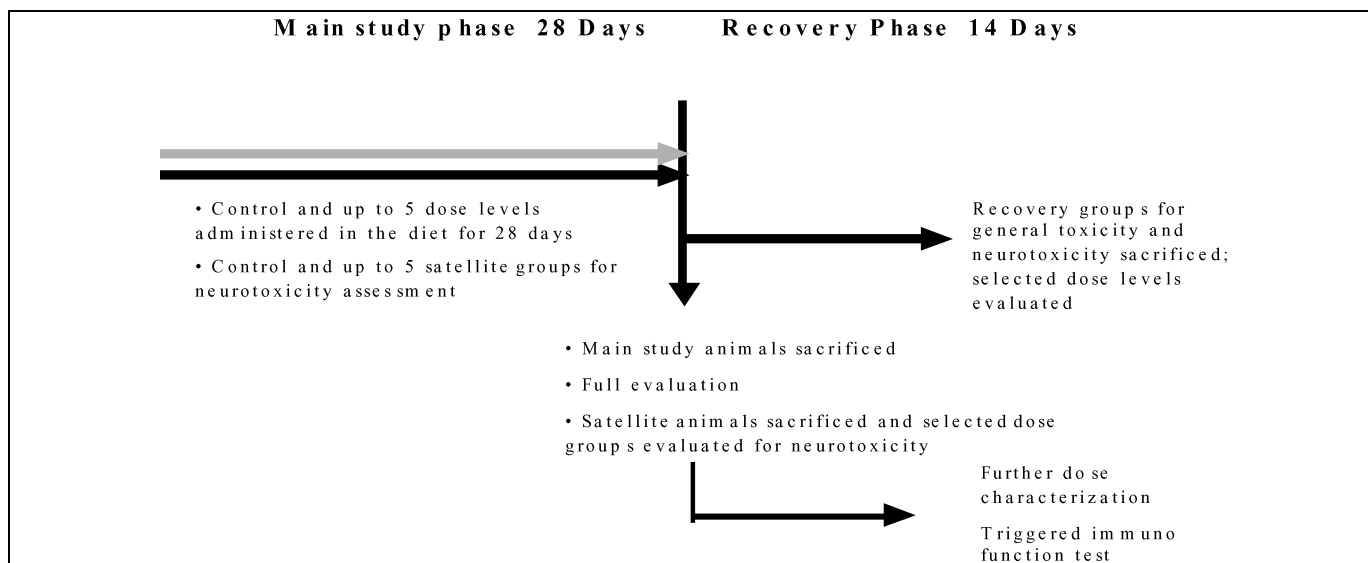 Main study phase 28 Days Recovery Phase 14 Days
• Control and up to 5 dose levels
administered in the diet for 28 days
• Control and up to 5 satellite groups for
neurotoxicity assessment
Recovery groups for
general toxicity and
neurotoxicity sacrificed;
selected dose levels
evaluated
• Main study animals sacrificed
• Full evaluation
• Satellite animals sacrificed and selected dose
groups evaluated for neurotoxicity
Further dose
characterization
Triggered immuno
function test